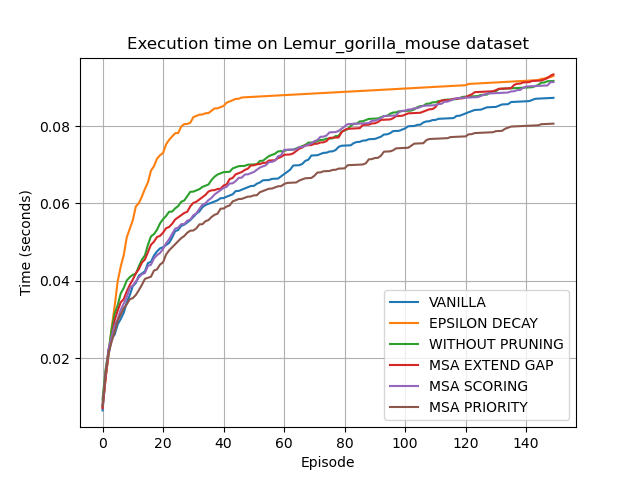 Execution time on Lemur_gorilla_mouse dataset
Time (seconds)
0.08
0.06
0.04
0.02
VANILLA
EPSILON DECAY
WITHOUT PRUNING
MSA EXTEND GAP
MSA SCORING
MSA PRIORITY
0 20 40 60 80 100 120 140
Episode